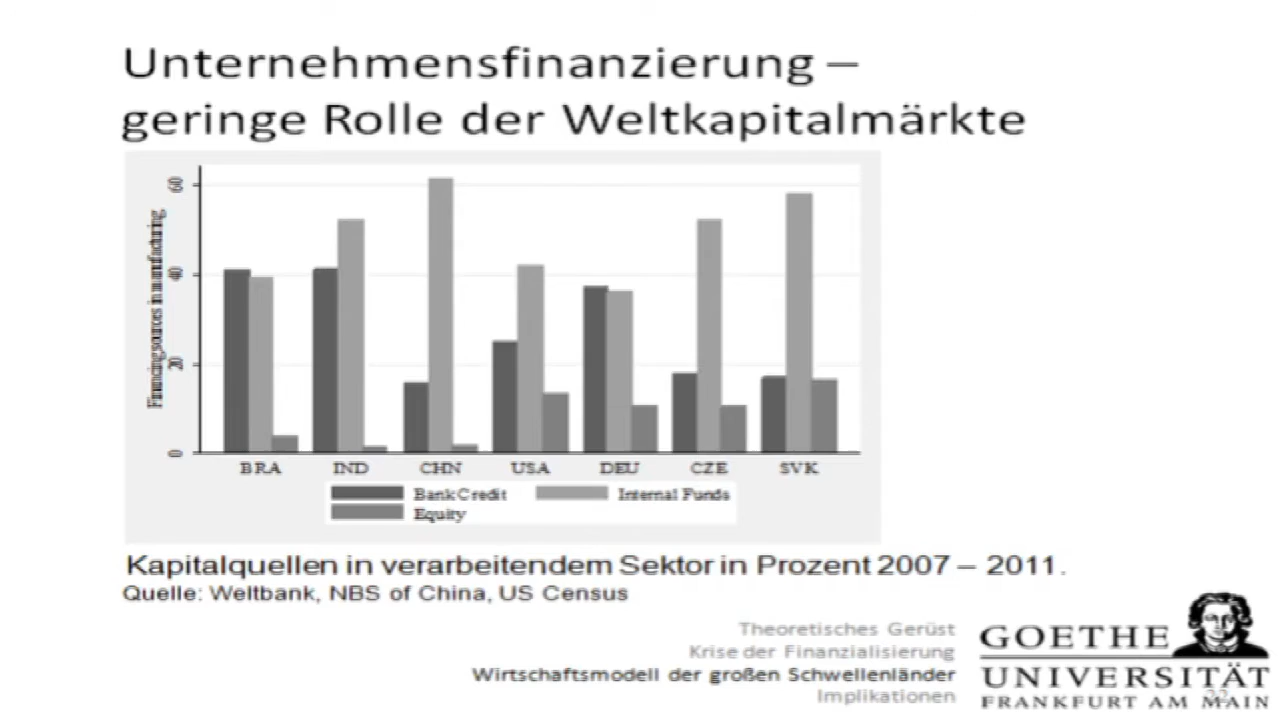 Unternehmensfinanzierung –
geringe Rolle der Weltkapitalmärkte
Financing sources in manufacturing,
60
40
20
0
BRA IND CHN USA DEU CZE SVK
Bank Credit Internal Funds
Equity
Kapitalquellen in verarbeitendem Sektor in Prozent 2007 – 2011.
Quelle: Weltbank, NBS of China, US Census
Theoretisches Gerüst
Krise der Finanzialisierung
Wirtschaftsmodell der großen Schwellenländer
Implikationen
GOETHE
UNIVERSITÄT
FRANKFURT AM MAIN
22